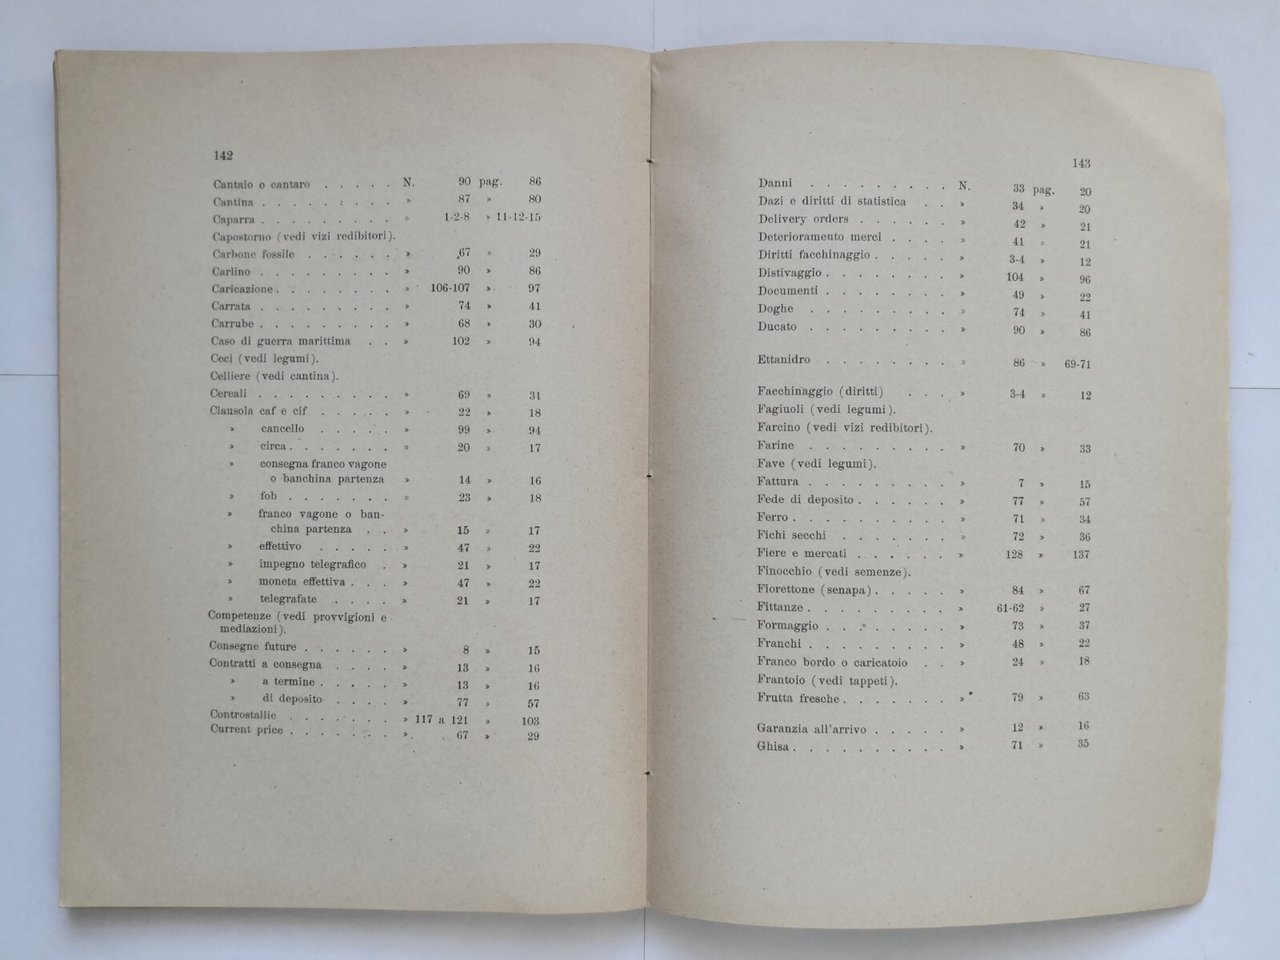 142
Cantaio o cantaro . . . . . N. 90 pag. 86
Cantina . . . . . . . . . » 87 » 80
Caparra . . . . . . . . . » 1-2-8 » 11-12-15
Capostorno (vedi vizi redibitori).
Carbone fossile . . . . . . » 67 » 29
Carlino . . . . . . . . . » 90 » 86
Caricazione . . . . . . . . » 106-107 » 97
Carrata . . . . . . . . . » 74 » 41
Carrube . . . . . . . . . » 68 » 30
Caso di guerra marittima . . » 102 » 94
Ceci (vedi legumi).
Celliere (vedi cantina).
Cereali . . . . . . . . . » 69 » 31
Clausola caf e cif . . . . . » 22 » 18
» cancello . . . . . » 99 » 94
» circa . . . . . . » 20 » 17
» consegna franco vagone
o banchina partenza » 14 » 16
» fob . . . . . . . » 23 » 18
» franco vagone o ban-
china partenza . . » 15 » 17
» effettivo . . . . . » 47 » 22
» impegno telegrafico . » 21 » 17
» moneta effettiva . . . » 47 » 22
» telegrafate . . . . » 21 » 17
Competenze (vedi provvigioni e
mediazioni).
Consegne future . . . . . . » 8 » 15
Contratti a consegna . . . . » 13 » 16
» a termine . . . . . » 13 » 16
» di deposito . . . . » 77 » 57
Controstallie . . . . . . . » 117 a 121 » 103
Current price . . . . . . . » 67 » 29
143
Danni . . . . . . . . . N. 33 pag. 20
Dazi e diritti di statistica . . » 34 » 20
Delivery orders . . . . . . » 42 » 21
Deterioramento merci . . . . » 41 » 21
Diritti facchinaggio . . . . . » 3-4 » 12
Distivaggio . . . . . . . . » 104 » 96
Documenti . . . . . . . . » 49 » 22
Doghe . . . . . . . . . » 74 » 41
Ducato . . . . . . . . . » 90 » 86
Ettanidro . . . . . . . . » 86 » 69-71
Facchinaggio (diritti) . . . » 3-4 » 12
Fagiuoli (vedi legumi).
Farcino (vedi vizi redibitori).
Farine . . . . . . . . . » 70 » 33
Fave (vedi legumi).
Fattura . . . . . . . . . » 7 » 15
Fede di deposito . . . . . . » 77 » 57
Ferro . . . . . . . . . . » 71 » 34
Fichi secchi . . . . . . . » 72 » 36
Fiere e mercati . . . . . . » 128 » 137
Finocchio (vedi semenze).
Fiorettone (senapa) . . . . . » 84 » 67
Fittanze . . . . . . . . . » 61-62 » 27
Formaggio . . . . . . . . » 73 » 37
Franchi . . . . . . . . . » 48 » 22
Franco bordo o caricatoio . . » 24 » 18
Frantoio (vedi tappeti).
Frutta fresche . . . . . . . » 79 » 63
Garanzia all'arrivo . . . . . » 12 » 16
Ghisa . . . . . . . . . . » 71 » 35